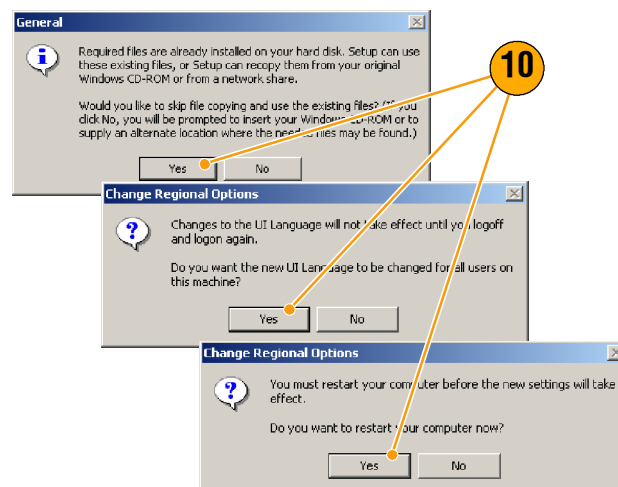 General
Required files are already installed on your hard disk. Setup can use
these existing files, or Setup can recopy them from your original
Windows CD-ROM or from a network share.
Would you like to skip file copying and use the existing files? (If you
click No, you will be prompted to insert your Windows CD-ROM or to
supply an alternate location where the needed files may be found.)
Yes
No
10
Change Regional Options
Changes to the UI Language will not take effect until you logoff
and logon again.
Do you want the new UI Language to be changed for all users on
this machine?
Yes
No
Change Regional Options
You must restart your computer before the new settings will take
effect.
Do you want to restart your computer now?
Yes
No